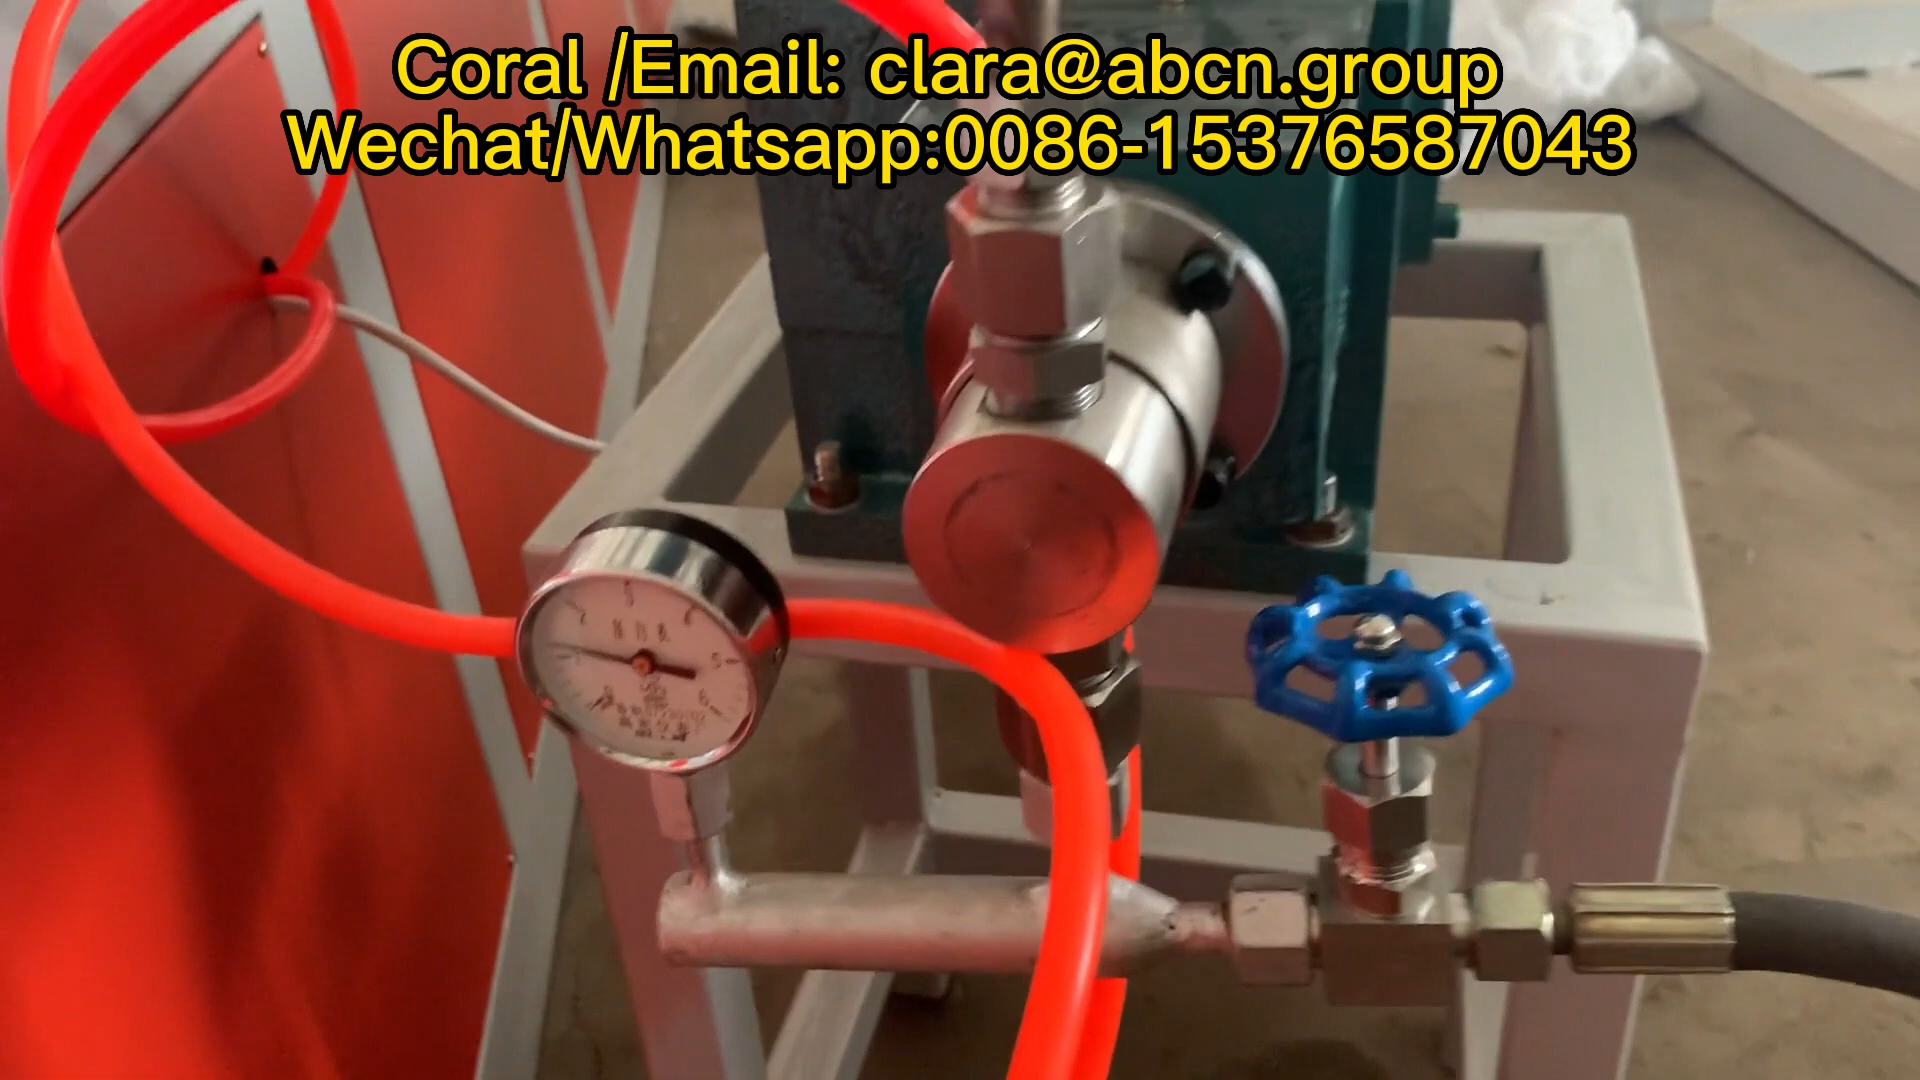 Coral /Email: clara@abcn.group
Wechat/Whatsapp:0086-15376587043